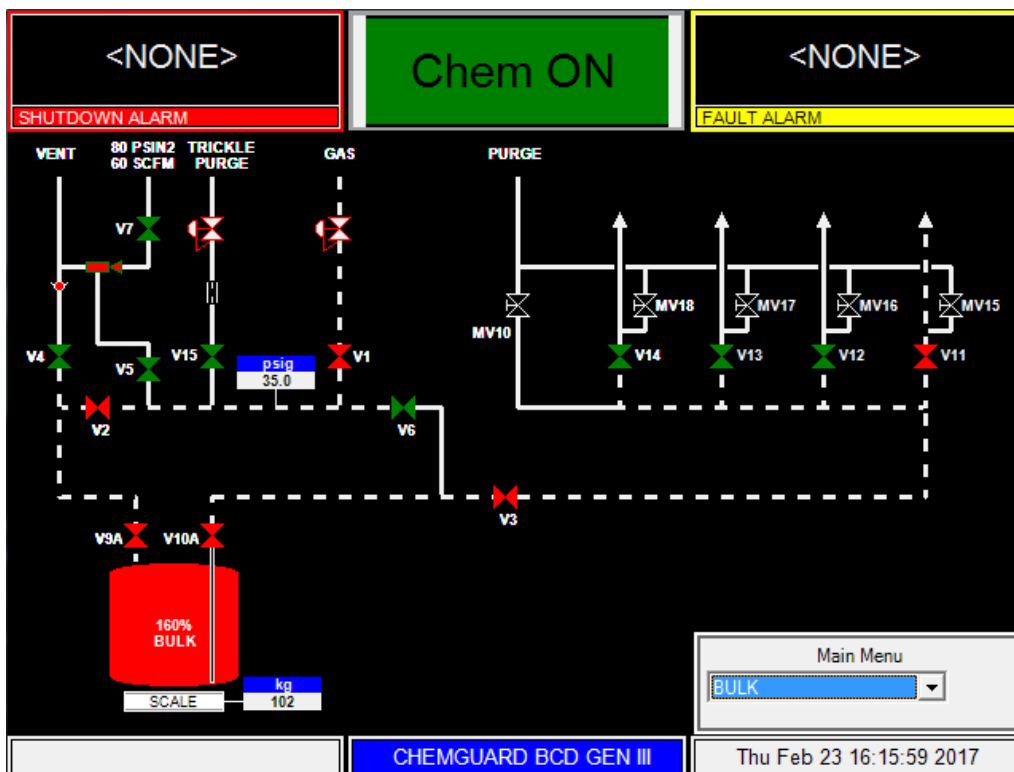 <NONE>
SHUTDOWN ALARM
Chem ON
<NONE>
FAULT ALARM
VENT
80 PSIN2
60 SCFM
TRICKLE
PURGE
GAS
PURGE
V7
MV18
MV17
MV16
MV15
MV10
V4
V5
V15
psig
35.0
V1
V14
V13
V12
V11
V2
V6
V3
V9A
V10A
160%
BULK
SCALE
kg
102
Main Menu
BULK
CHEMGUARD BCD GEN III
Thu Feb 23 16:15:59 2017